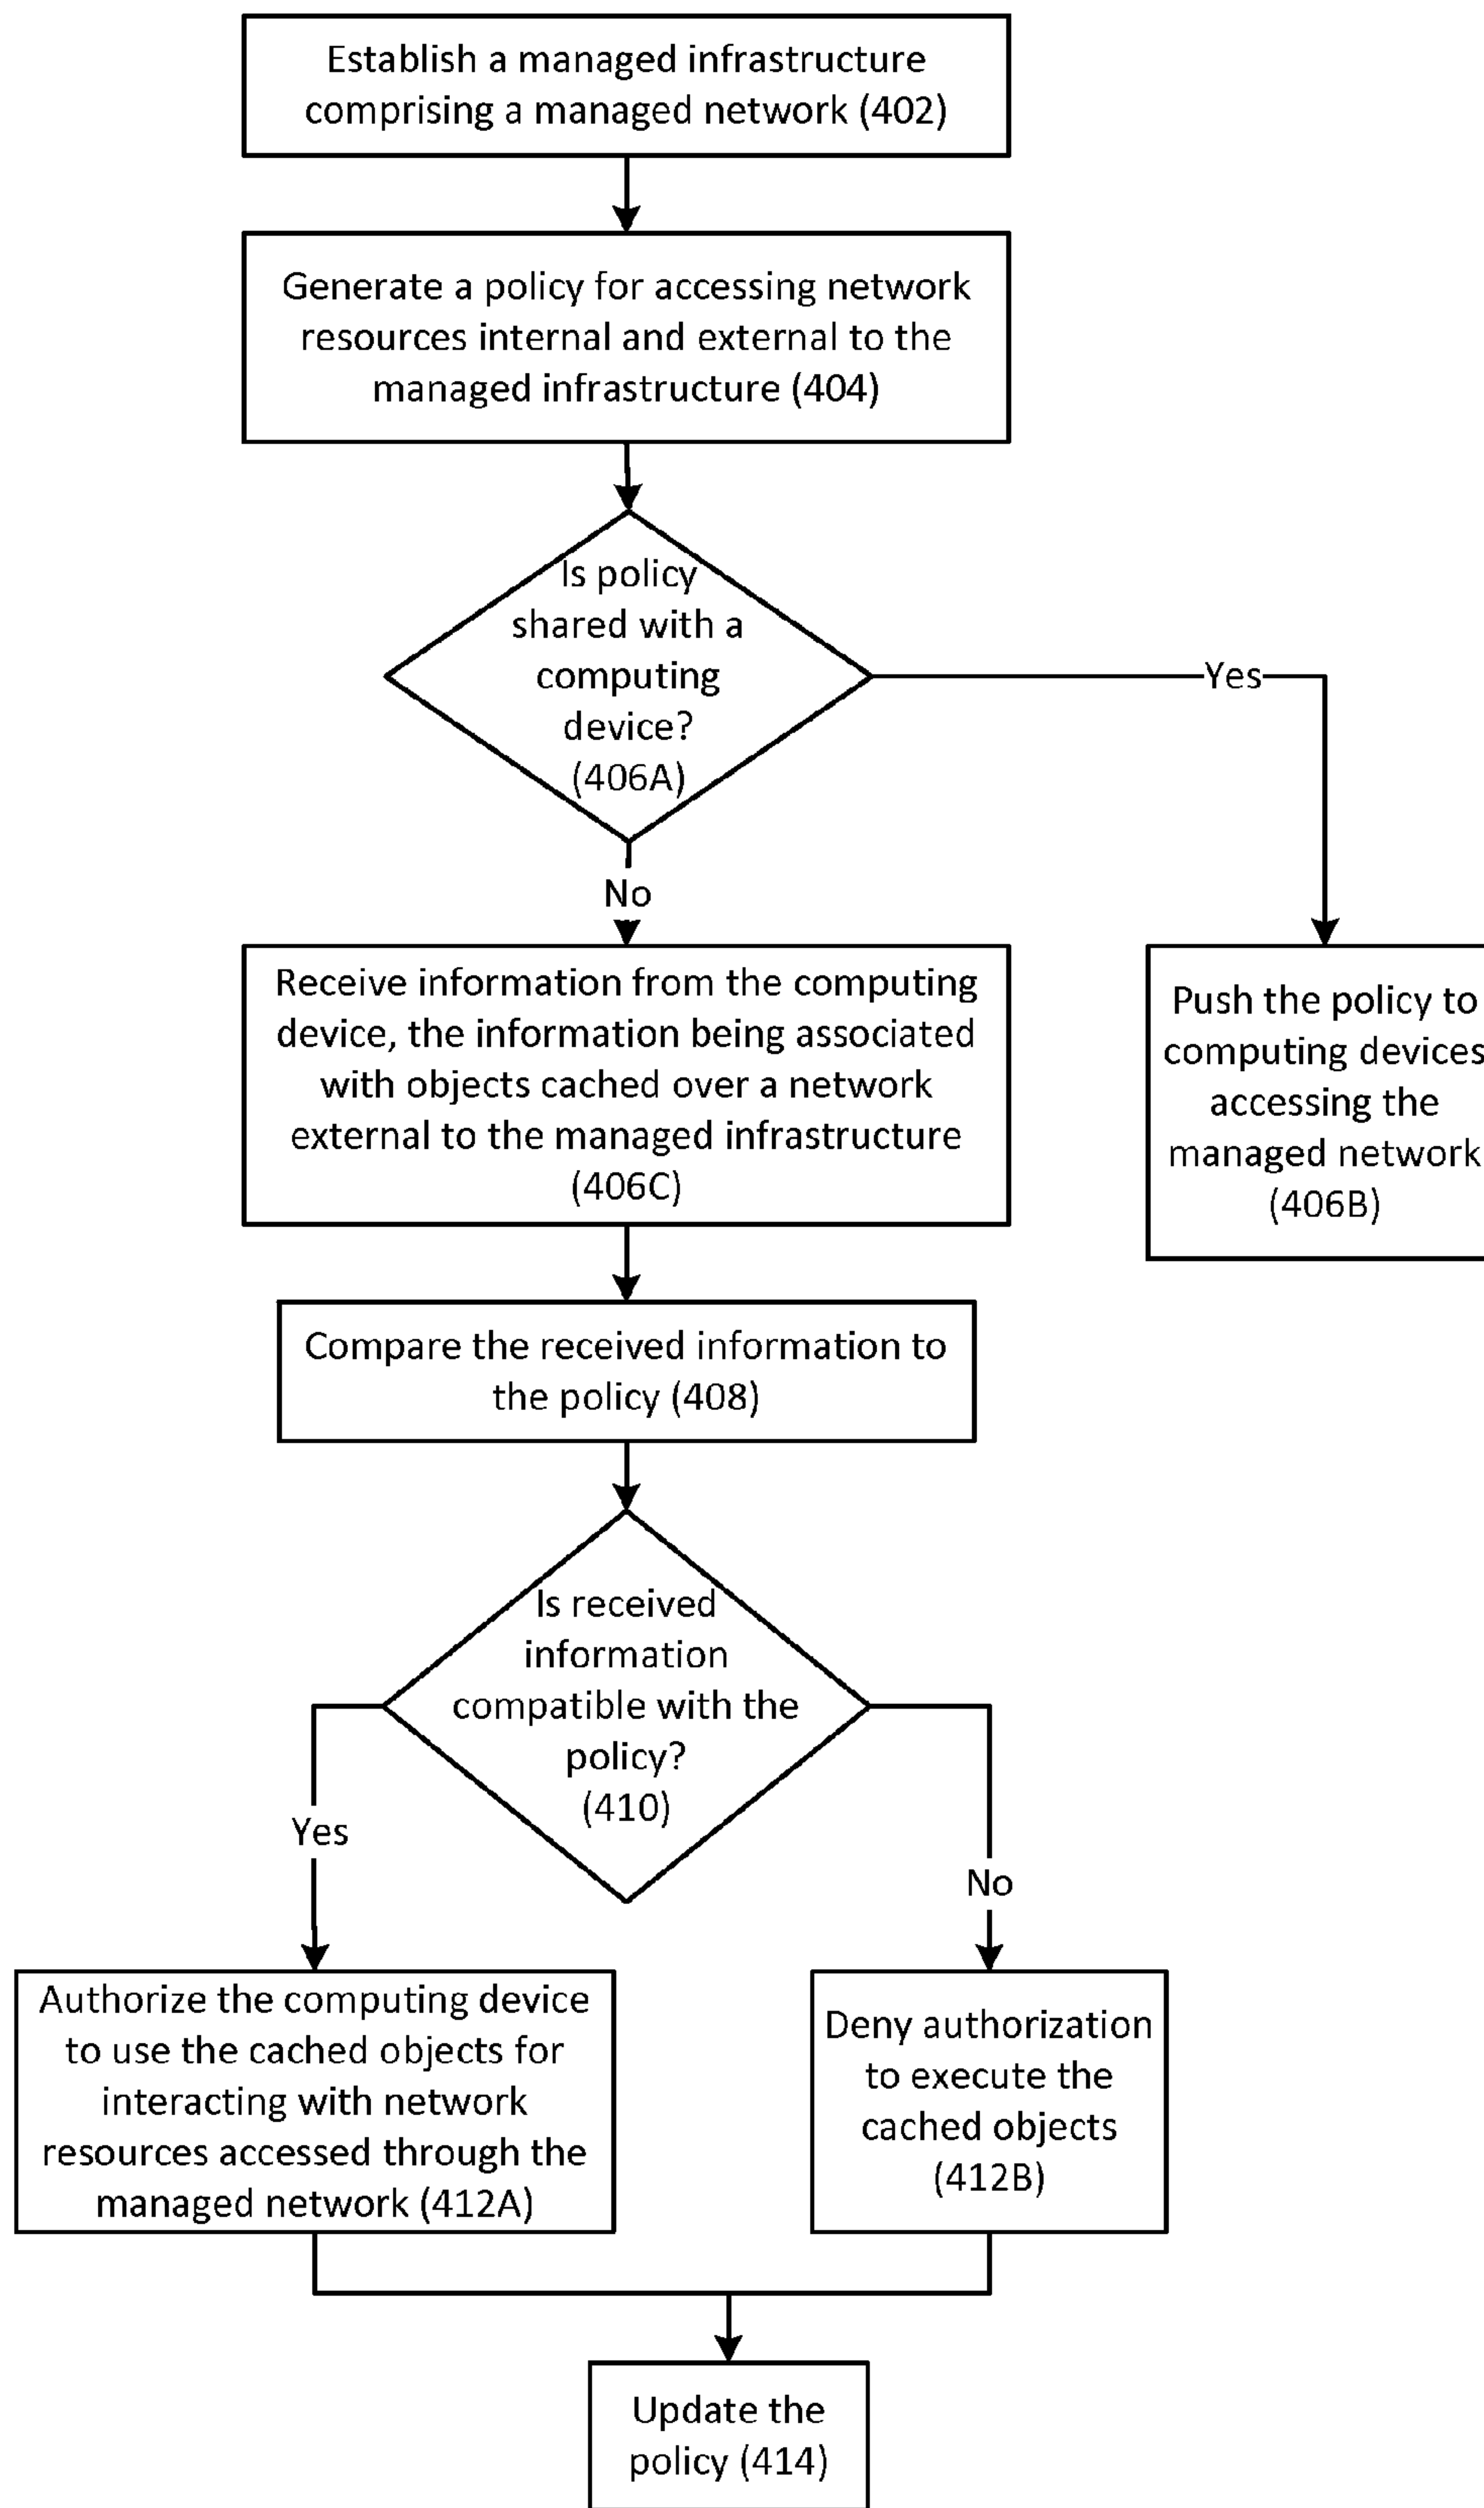 Establish a managed infrastructure
comprising a managed network (402)
Generate a policy for accessing network
resources internal and external to the
managed infrastructure (404)
Is policy
shared with a
computing
device?
(406A)
Yes
No
Receive information from the computing
device, the information being associated
with objects cached over a network
external to the managed infrastructure
(406C)
Push the policy to
computing devices
accessing the
managed network
(406B)
Compare the received information to
the policy (408)
Is received
information
compatible with the
policy?
(410)
Yes
No
Authorize the computing device
to use the cached objects for
interacting with network
resources accessed through the
managed network (412A)
Deny authorization
to execute the
cached objects
(412B)
Update the
policy (414)